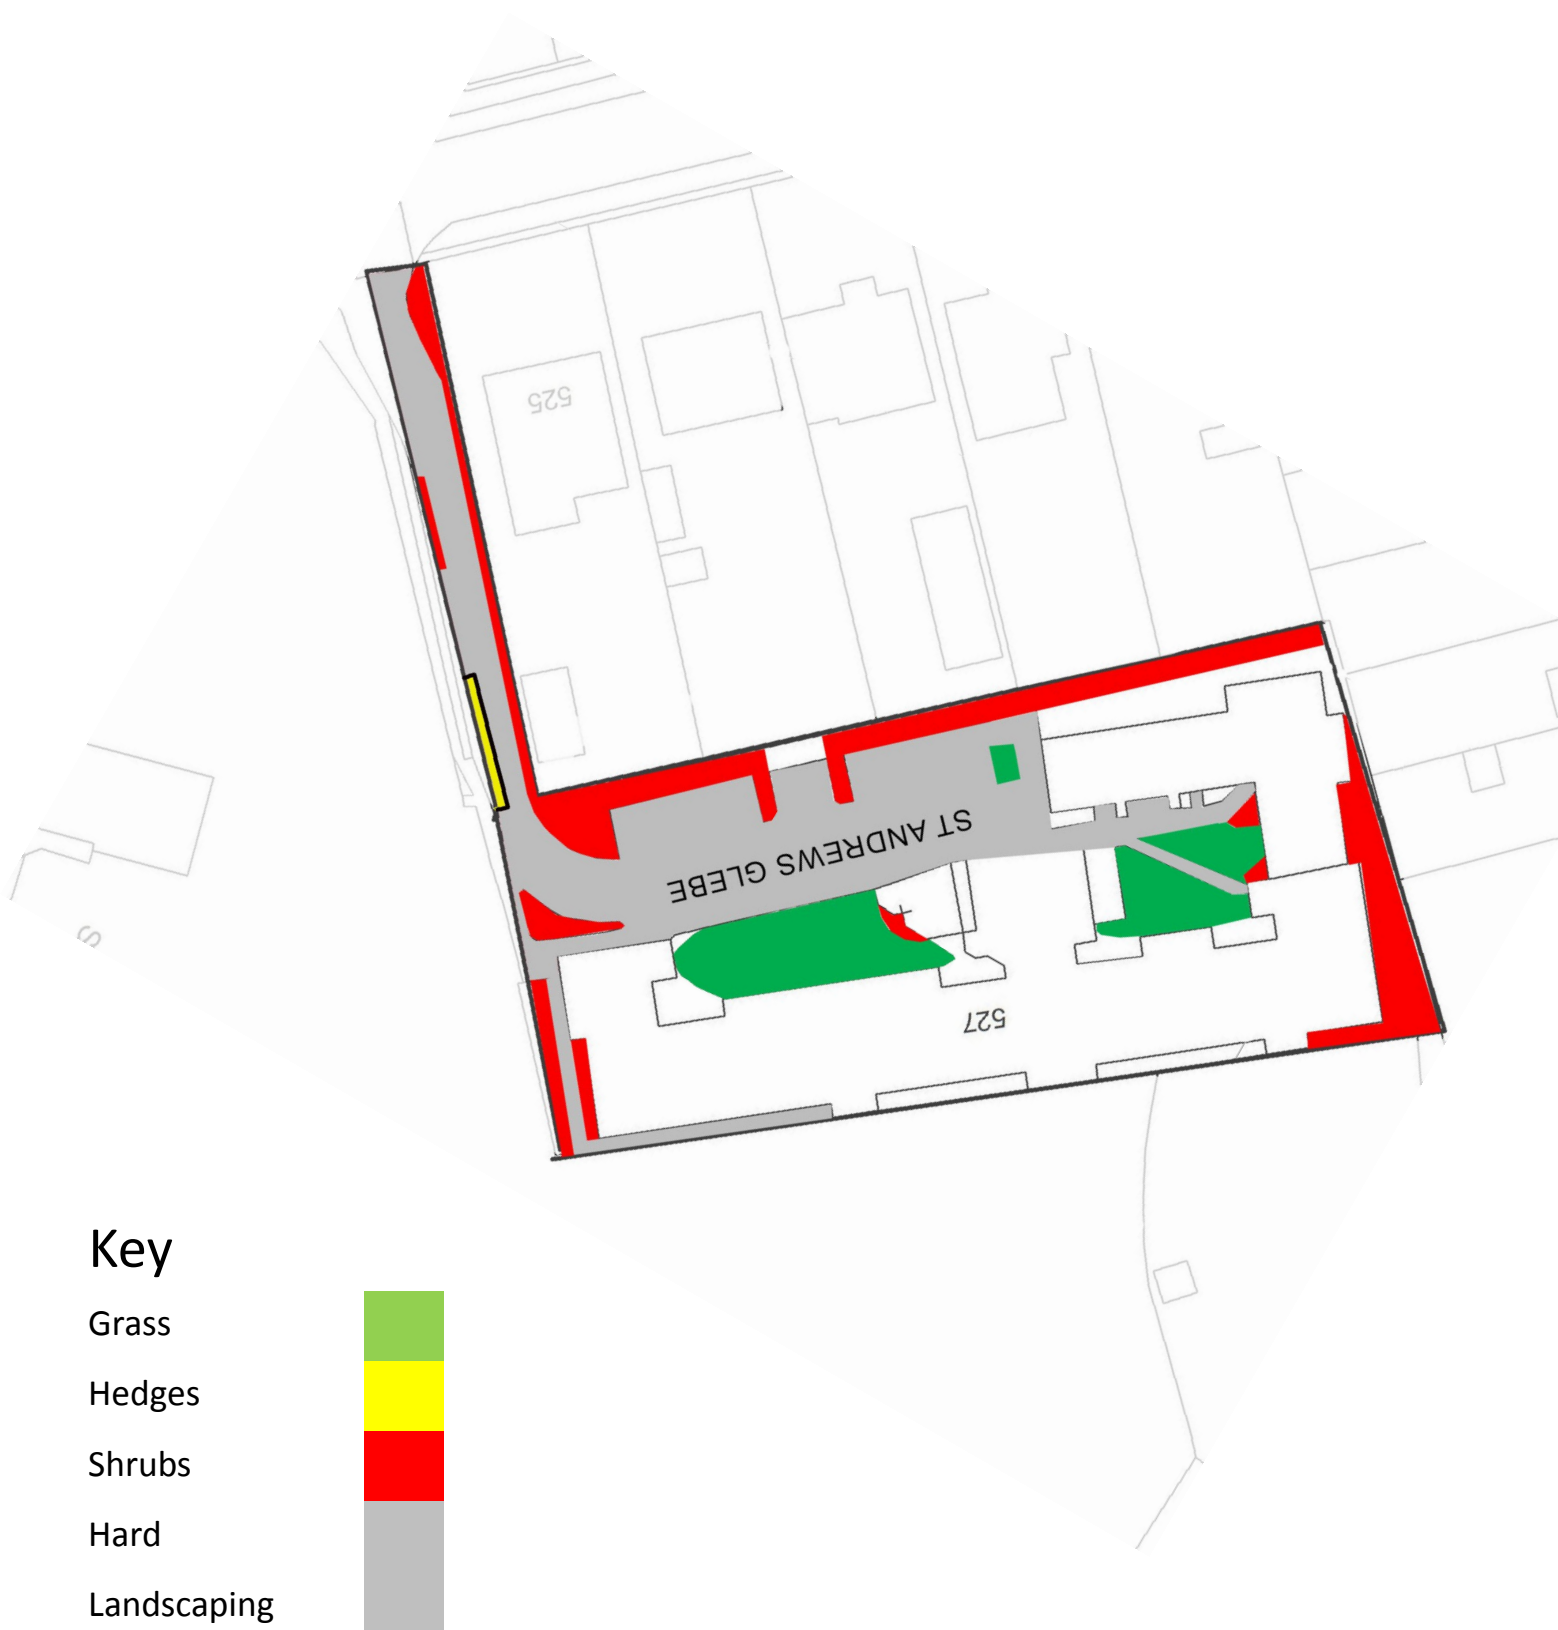 525
ST ANDREWS GLEBE
S
527
Key
Grass
Hedges
Shrubs
Hard
Landscaping